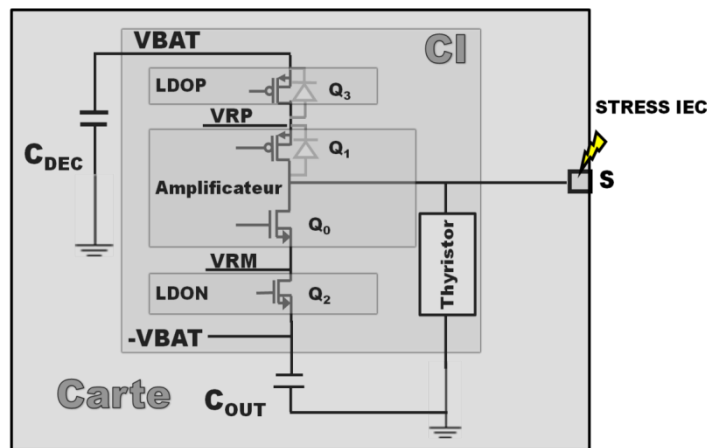 VBAT
CI
LDOP
Q3
STRESS IEC
VRP
CDEC
Q1
S
Amplificateur
Q0
Thyristor
VRM
LDON
Q2
-VBAT
Carte
COUT